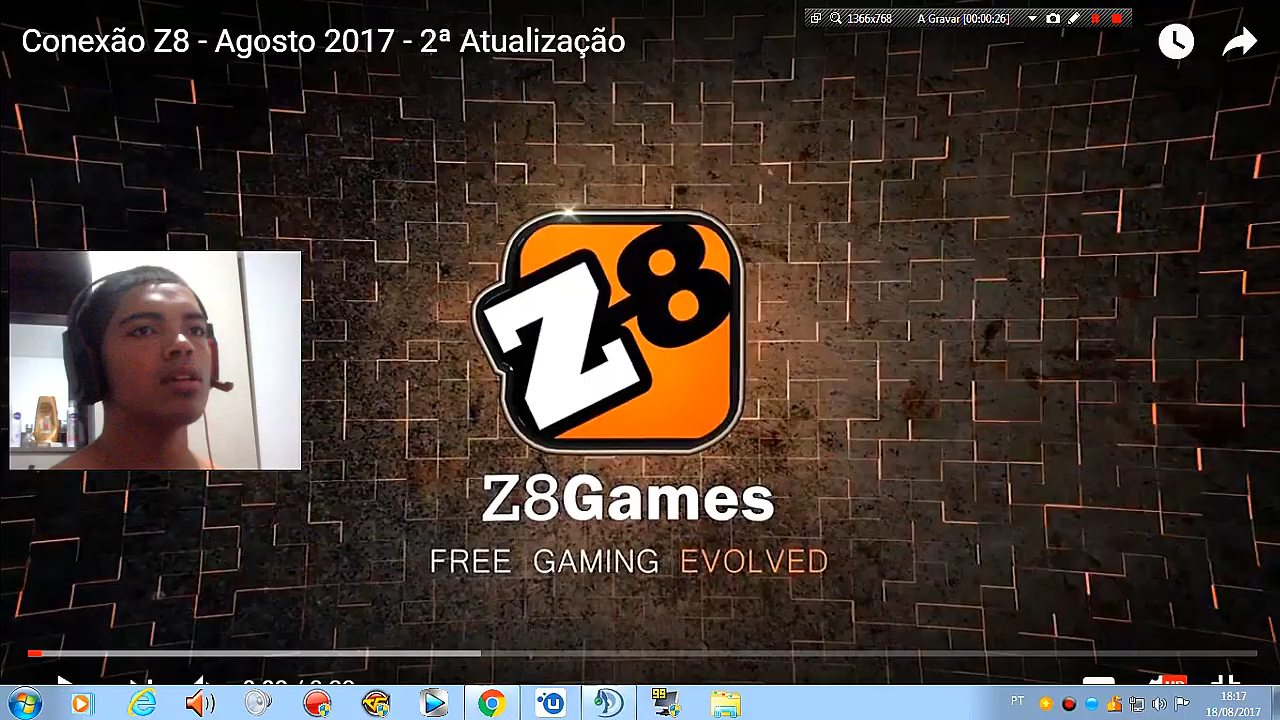 1366x768 A Gravar [00:00:26]
Conexão Z8 - Agosto 2017 - 2ª Atualização
Z8
Z8Games
FREE GAMING EVOLVED
99
PT
18:17
18/08/2017